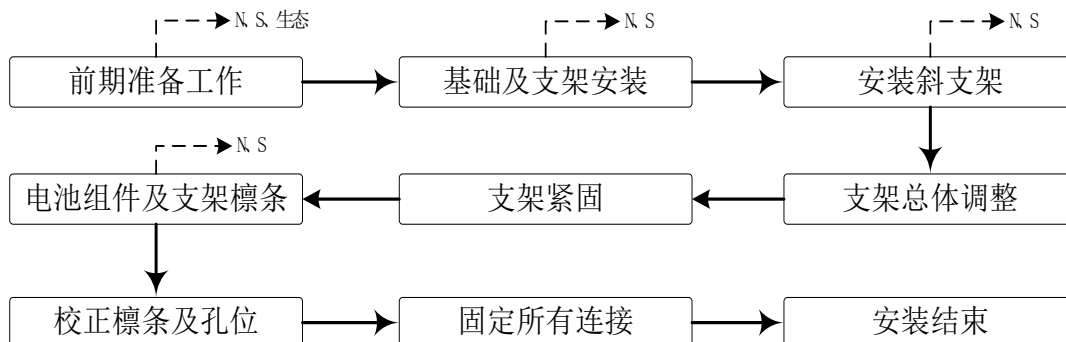 N、S、生态
N、S
N、S
前期准备工作
基础及支架安装
安装斜支架
N、S
电池组件及支架檩条
支架紧固
支架总体调整
校正檩条及孔位
固定所有连接
安装结束